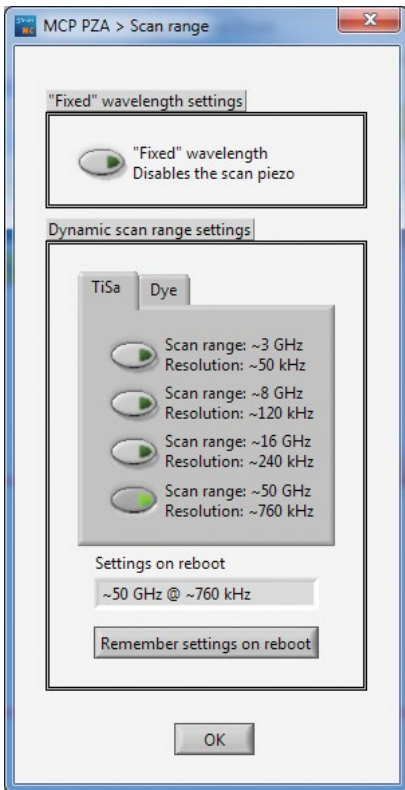 MCP PZA > Scan range
"Fixed" wavelength settings
"Fixed" wavelength
Disables the scan piezo
Dynamic scan range settings
TiSa
Dye
Scan range: ~3 GHz
Resolution: ~50 kHz
Scan range: ~8 GHz
Resolution: ~120 kHz
Scan range: ~16 GHz
Resolution: ~240 kHz
Scan range: ~50 GHz
Resolution: ~760 kHz
Settings on reboot
~50 GHz @ ~760 kHz
Remember settings on reboot
OK